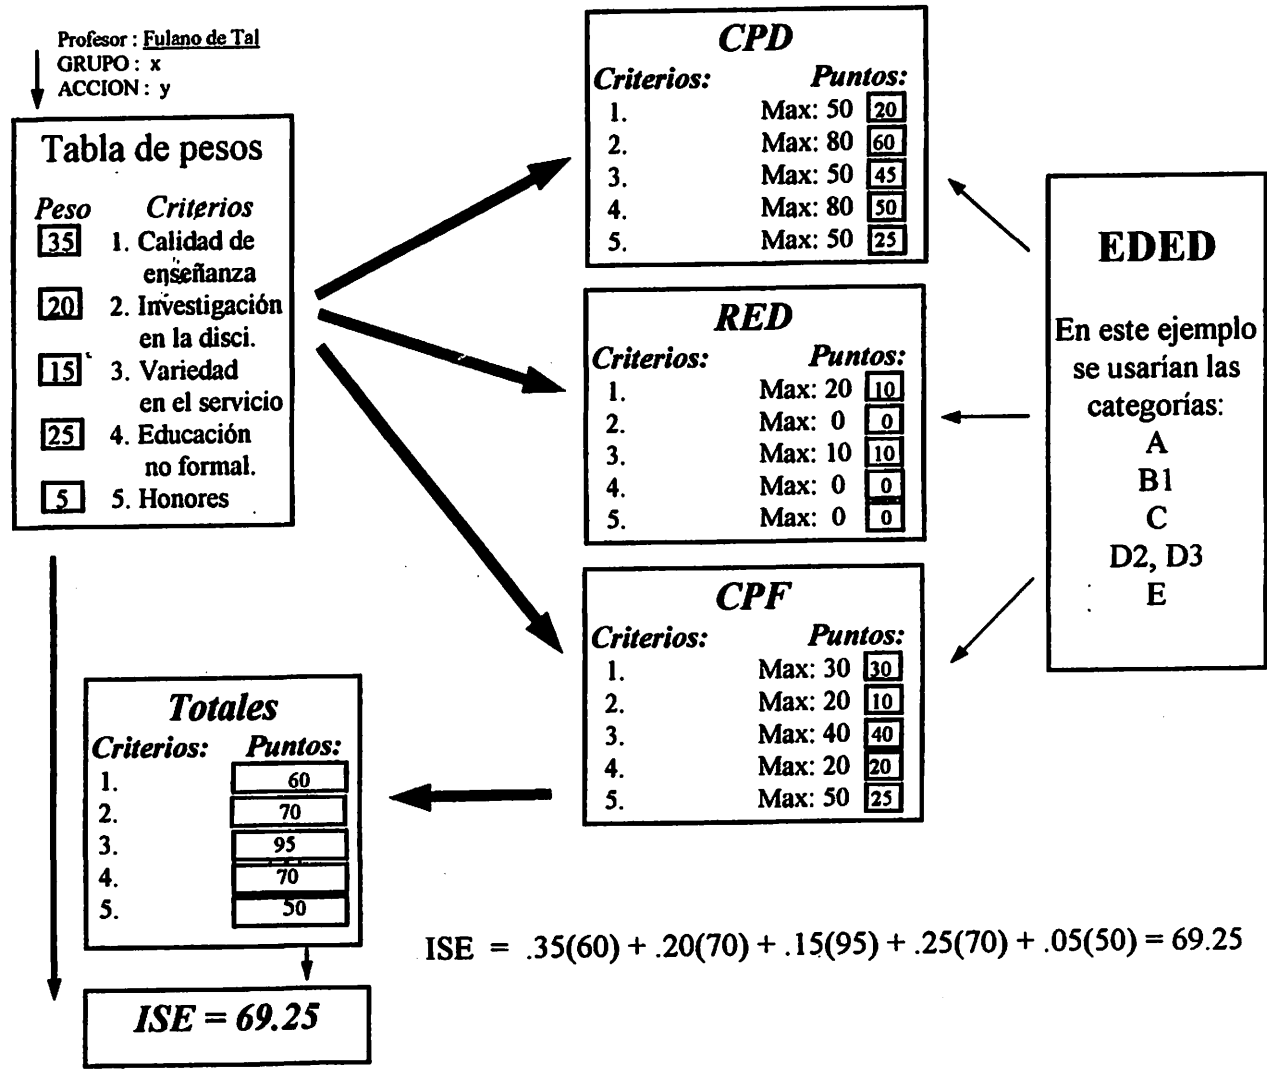 Profesor : Fulano de Tal
GRUPO : x
ACCION : y
Tabla de pesos
Peso Criterios
35 1. Calidad de
enseñanza
20 2. Investigación
en la disci.
15 3. Variedad
en el servicio
25 4. Educación
no formal.
5 5. Honores
CPD
Criterios: Puntos:
1. Max: 50 20
2. Max: 80 60
3. Max: 50 45
4. Max: 80 50
5. Max: 50 25
RED
Criterios: Puntos:
1. Max: 20 10
2. Max: 0 0
3. Max: 10 10
4. Max: 0 0
5. Max: 0 0
CPF
Criterios: Puntos:
1. Max: 30 30
2. Max: 20 10
3. Max: 40 40
4. Max: 20 20
5. Max: 50 25
EDED
En este ejemplo
se usarían las
categorías:
A
B1
C
D2, D3
E
Totales
Criterios: Puntos:
1. 60
2. 70
3. 95
4. 70
5. 50
ISE = .35(60) + .20(70) + .15(95) + .25(70) + .05(50) = 69.25
ISE = 69.25